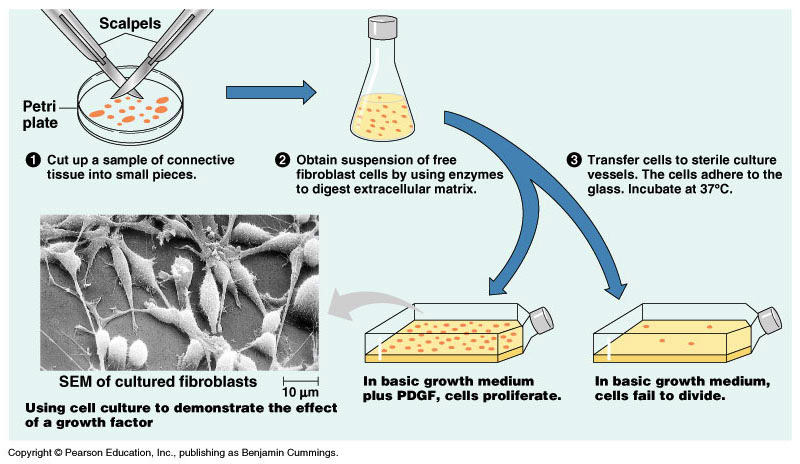 Scalpels
Petri
plate
❶ Cut up a sample of connective
tissue into small pieces.
❷ Obtain suspension of free
fibroblast cells by using enzymes
to digest extracellular matrix.
❸ Transfer cells to sterile culture
vessels. The cells adhere to the
glass. Incubate at 37°C.
SEM of cultured fibroblasts
10 µm
Using cell culture to demonstrate the effect
of a growth factor
In basic growth medium
plus PDGF, cells proliferate.
In basic growth medium,
cells fail to divide.
Copyright © Pearson Education, Inc., publishing as Benjamin Cummings.